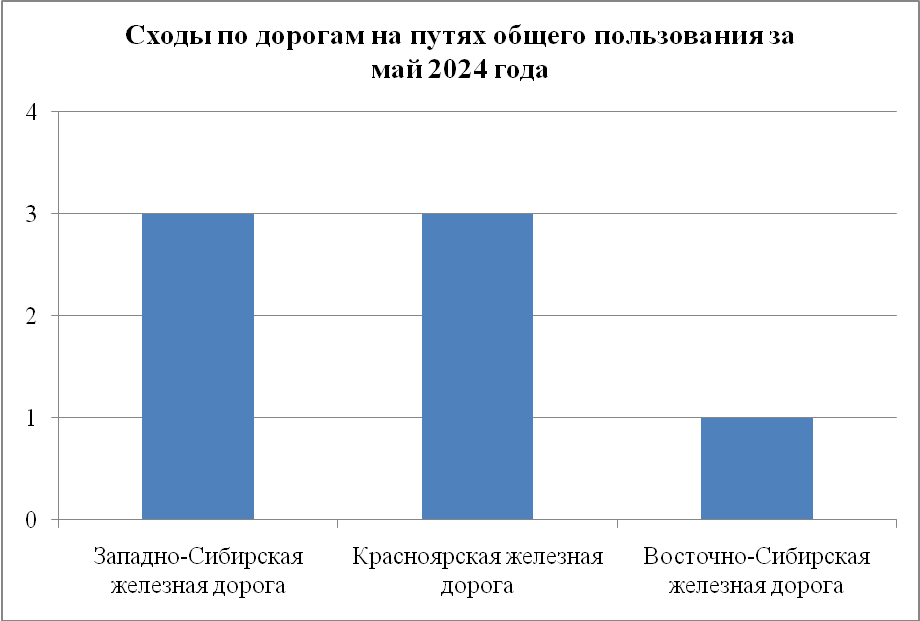 Сходы по дорогам на путях общего пользования за
май 2024 года
4
3
2
1
0
Западно-Сибирская
железная дорога
Красноярская железная
дорога
Восточно-Сибирская
железная дорога